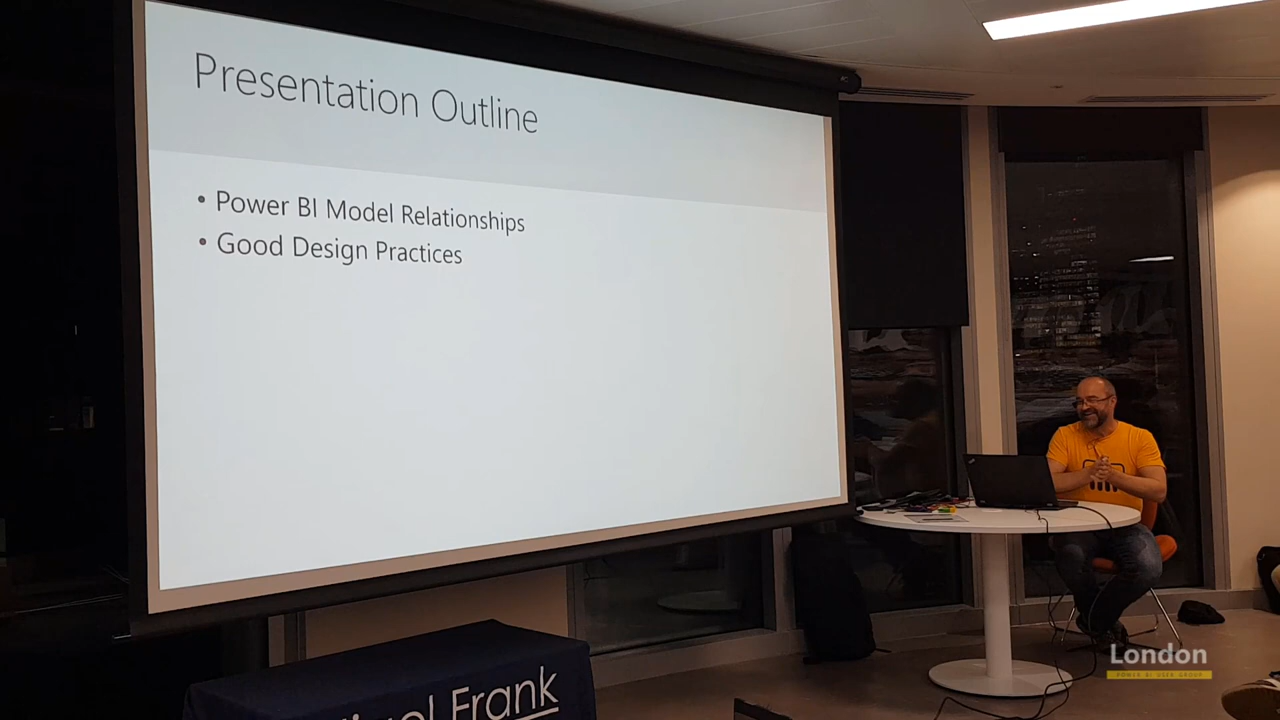 Presentation Outline
• Power BI Model Relationships
• Good Design Practices
Frank
London
POWER BI USER GROUP